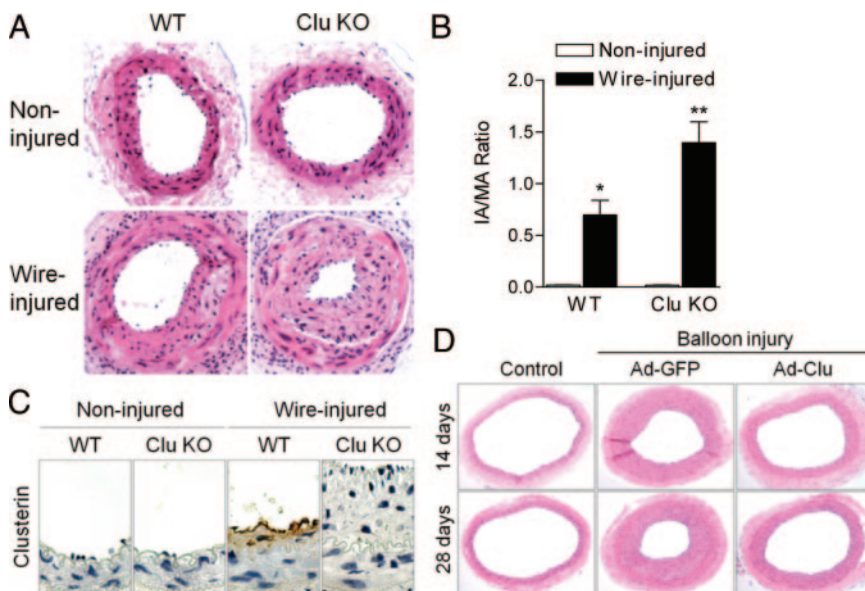 A
WT
Clu KO
Non-
injured
Wire-
injured
B
Non-injured
Wire-injured
IA/MA Ratio
2.0
1.5
1.0
0.5
0.0
*
**
WT
Clu KO
C
Non-injured
Wire-injured
WT
Clu KO
WT
Clu KO
Clusterin
D
Balloon injury
Control
Ad-GFP
Ad-Clu
14 days
28 days